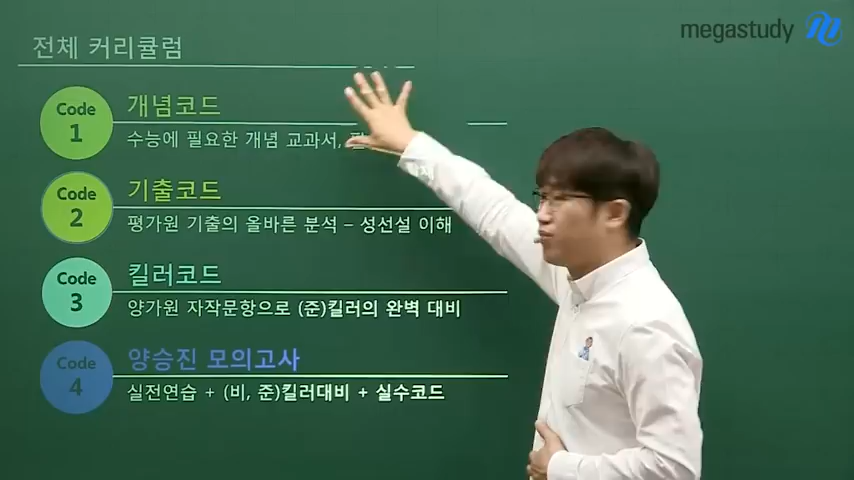 megastudy
전체 커리큘럼
Code
1
개념코드
수능에 필요한 개념 교과서,
Code
2
기출코드
평가원 기출의 올바른 분석 – 성선설 이해
Code
3
킬러코드
양가원 자작문항으로 (준)킬러의 완벽 대비
Code
4
양승진 모의고사
실전연습 + (비, 준)킬러대비 + 실수코드